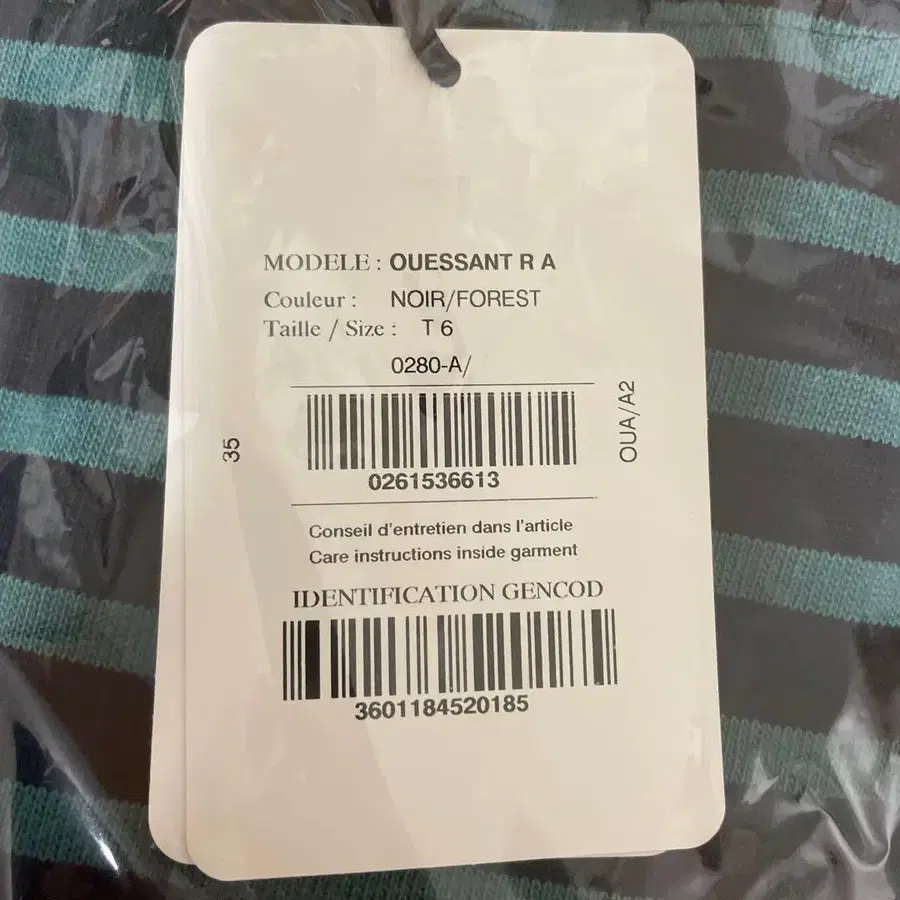 MODELE : OUESSANT R A
Couleur : NOIR/FOREST
Taille / Size : T 6
0280-A/
35
OUA/A2
0261536613
Conseil d'entretien dans l'article
Care instructions inside garment
IDENTIFICATION GENCOD
3601184520185